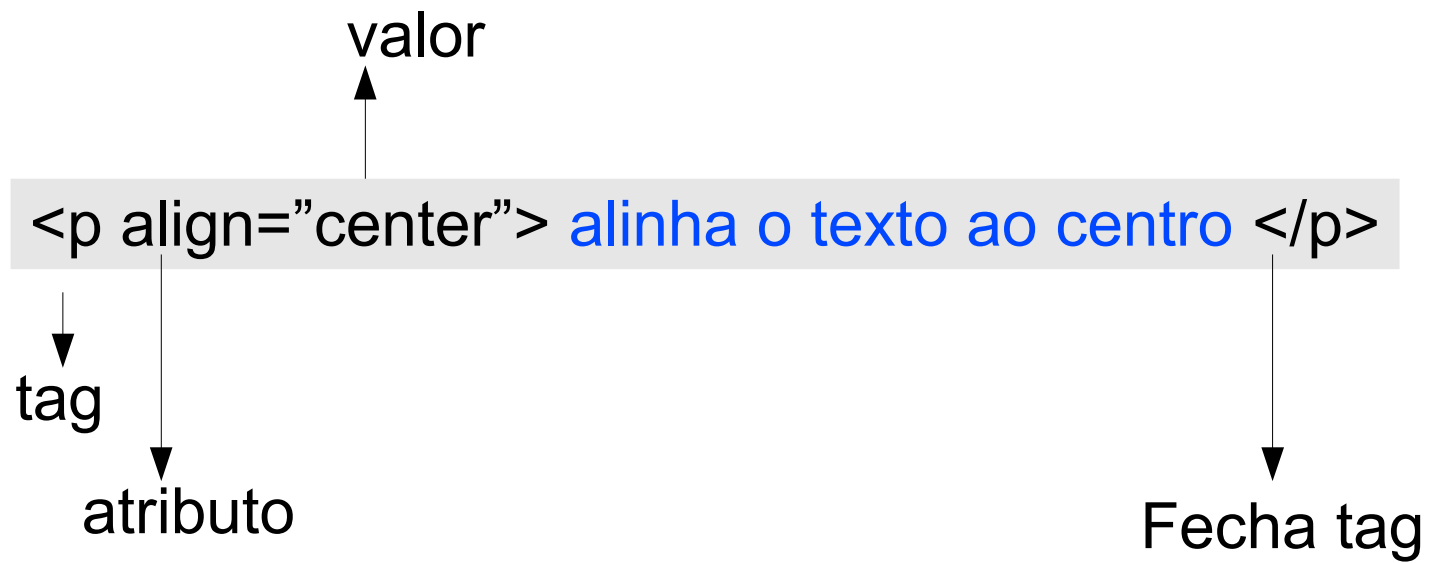 valor
<p align=”center”> alinha o texto ao centro </p>
tag
atributo
Fecha tag